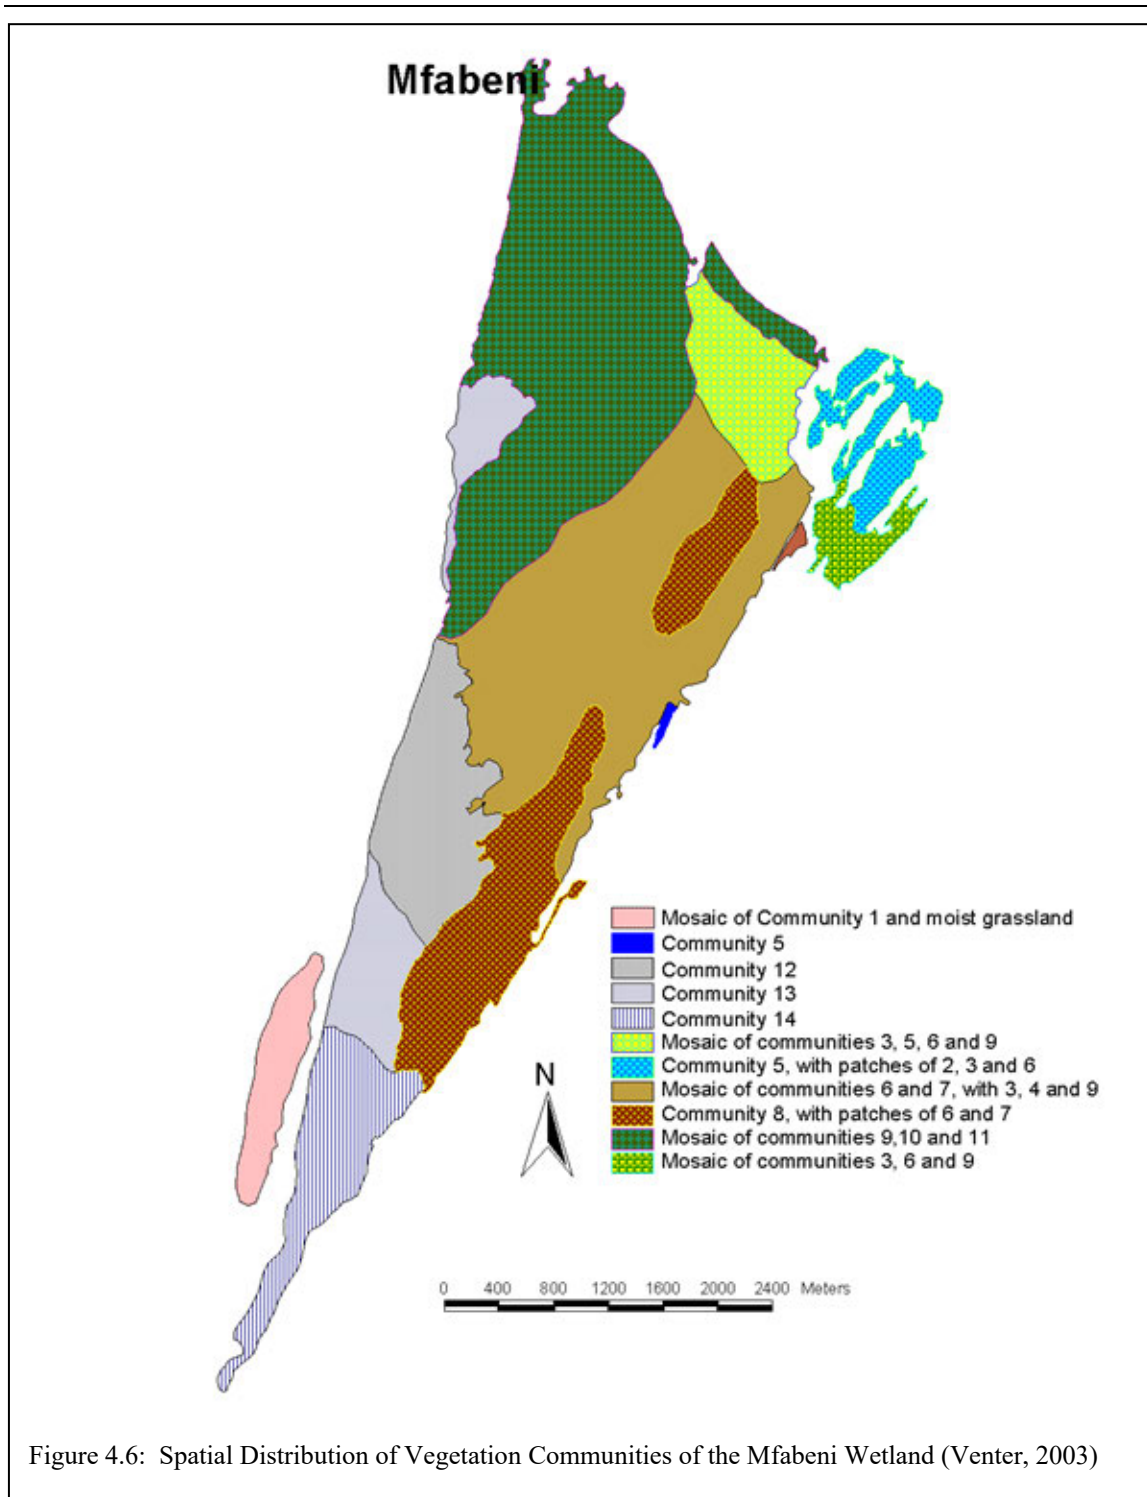 Mfabeni
Mosaic of Community 1 and moist grassland
Community 5
Community 12
Community 13
Community 14
Mosaic of communities 3, 5, 6 and 9
Community 5, with patches of 2, 3 and 6
Mosaic of communities 6 and 7, with 3, 4 and 9
Community 8, with patches of 6 and 7
Mosaic of communities 9,10 and 11
Mosaic of communities 3, 6 and 9
N
0 400 800 1200 1600 2000 2400 Meters
Figure 4.6: Spatial Distribution of Vegetation Communities of the Mfabeni Wetland (Venter, 2003)